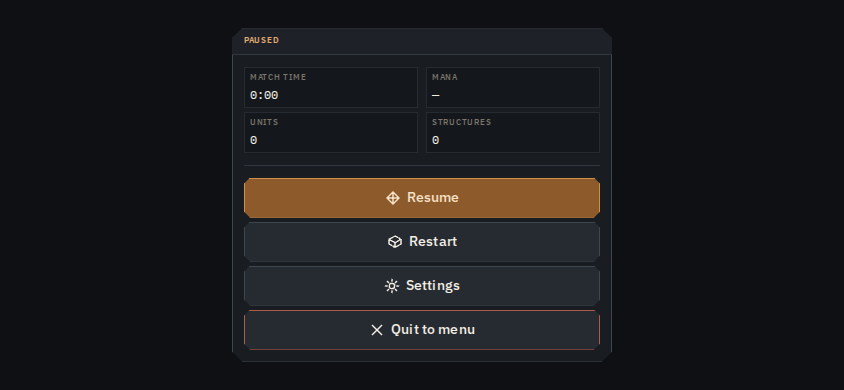 PAUSED
MATCH TIME
0:00
MANA
—
UNITS
0
STRUCTURES
0
Resume
Restart
Settings
Quit to menu